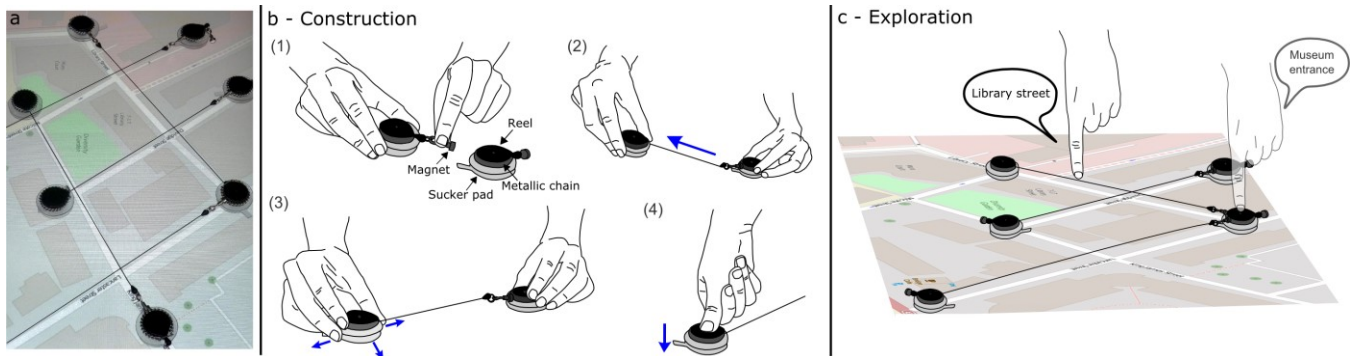 a
b - Construction
(1)
Reel
Magnet
Metallic chain
Sucker pad
(2)
(3)
(4)
c - Exploration
Library street
Museum
entrance